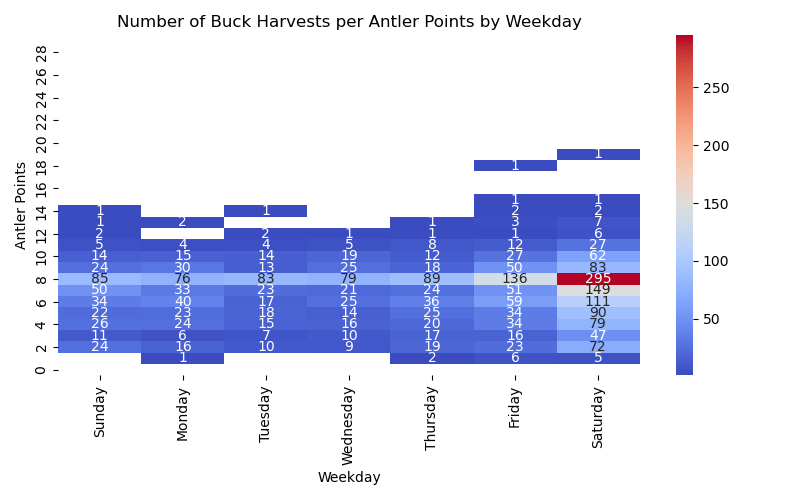 Number of Buck Harvests per Antler Points by Weekday
Antler Points
28
26
24
22
20
1
18 1
16
1 1
14 1 1 2 2
1 2 1 3 7
12 2 2 1 1 1 6
5 4 4 5 8 12 27
10 14 15 14 19 12 27 62
24 30 13 25 18 50 83
8 85 76 83 79 89 136 295
50 51 149
6 34 40 17 25 36 59 111
22 23 18 14 25 34 90
4 26 24 15 16 20 34 79
11 6 7 10 17 16 47
2 24 16 10 9 19 23 72
1 2 6 5
0
Sunday Monday Tuesday Wednesday Thursday Friday Saturday
Weekday
250
200
150
100
50